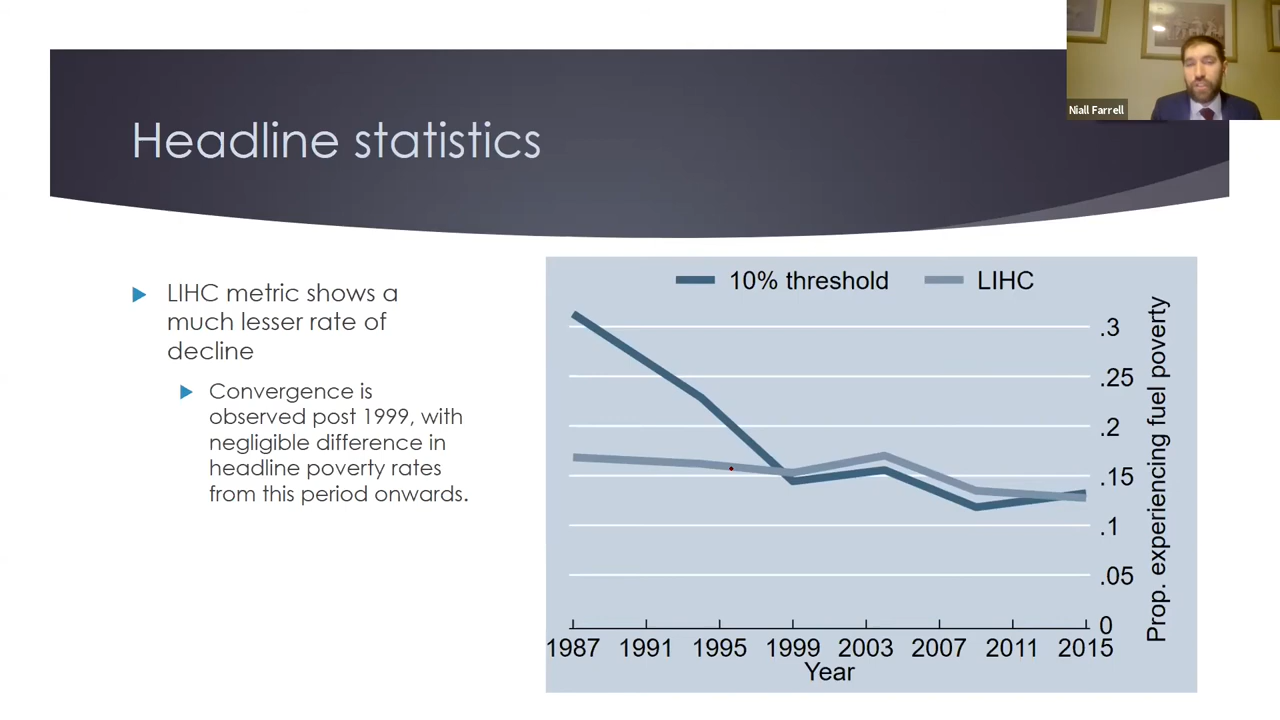 Niall Farrell
Headline statistics
LIHC metric shows a
much lesser rate of
decline
Convergence is
observed post 1999, with
negligible difference in
headline poverty rates
from this period onwards.
10% threshold LIHC
.3
.25
.2
.15
.1
.05
0
Prop. experiencing fuel poverty
1987 1991 1995 1999 2003 2007 2011 2015
Year